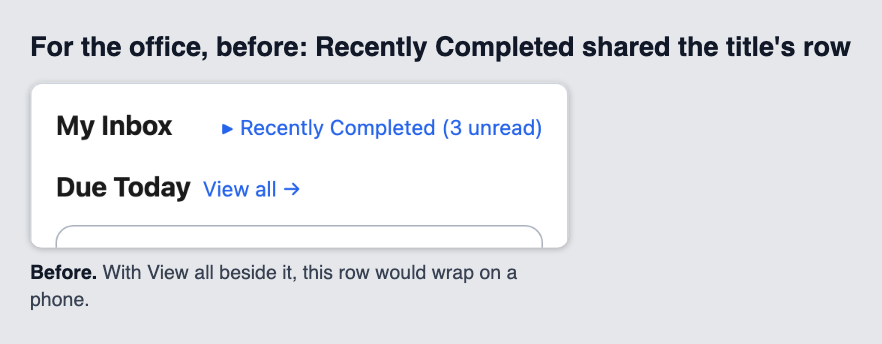 For the office, before: Recently Completed shared the title's row
My Inbox ▸ Recently Completed (3 unread)
Due Today View all →
Before. With View all beside it, this row would wrap on a
phone.